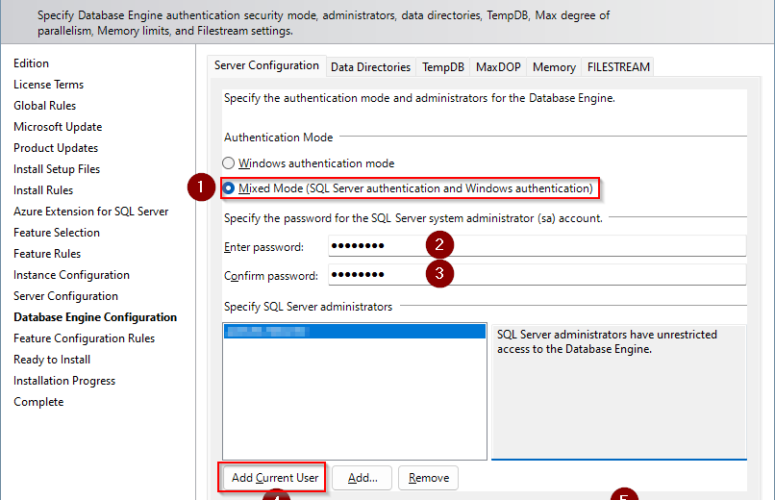 Specify Database Engine authentication security mode, administrators, data directories, TempDB, Max degree of
parallelism, Memory limits, and Filestream settings.
Edition
License Terms
Global Rules
Microsoft Update
Product Updates
Install Setup Files
Install Rules
Azure Extension for SQL Server
Feature Selection
Feature Rules
Instance Configuration
Server Configuration
Database Engine Configuration
Feature Configuration Rules
Ready to Install
Installation Progress
Complete
Server Configuration Data Directories TempDB MaxDOP Memory FILESTREAM
Specify the authentication mode and administrators for the Database Engine.
Authentication Mode
Windows authentication mode
1 Mixed Mode (SQL Server authentication and Windows authentication)
Specify the password for the SQL Server system administrator (sa) account.
Enter password: ●●●●●●●● 2
Confirm password: ●●●●●●●● 3
Specify SQL Server administrators
SQL Server administrators have unrestricted
access to the Database Engine.
Add Current User Add... Remove
4 5